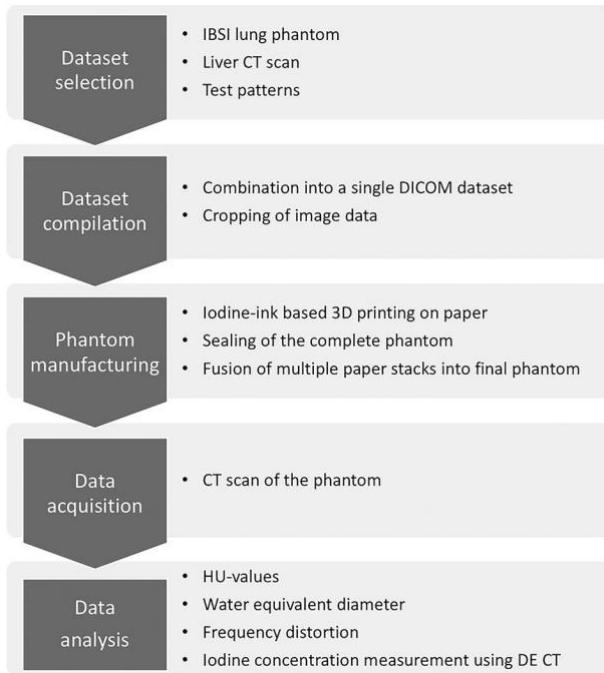 Dataset
selection
• IBSI lung phantom
• Liver CT scan
• Test patterns
Dataset
compilation
• Combination into a single DICOM dataset
• Cropping of image data
Phantom
manufacturing
• Iodine-ink based 3D printing on paper
• Sealing of the complete phantom
• Fusion of multiple paper stacks into final phantom
Data
acquisition
• CT scan of the phantom
Data
analysis
• HU-values
• Water equivalent diameter
• Frequency distortion
• Iodine concentration measurement using DE CT